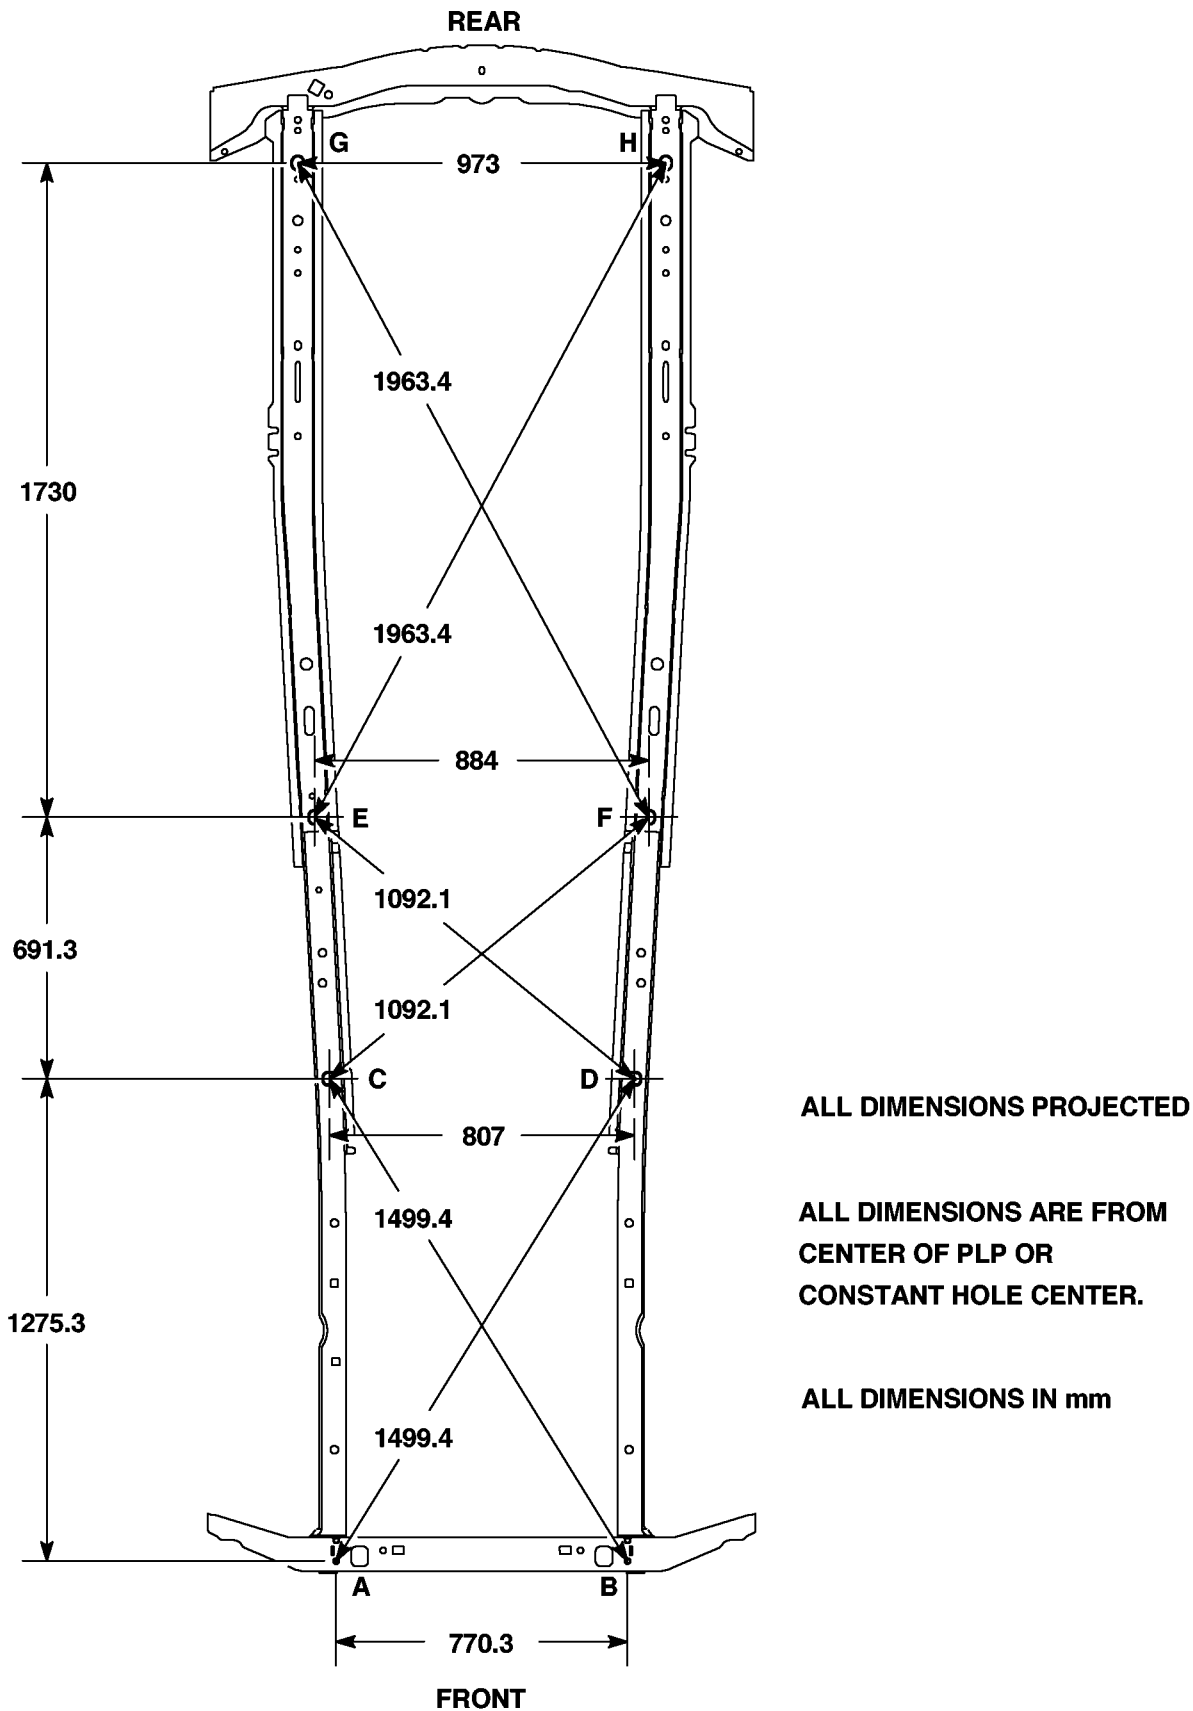 REAR
G
H
973
1963.4
1730
1963.4
884
E
F
1092.1
691.3
1092.1
C
D
ALL DIMENSIONS PROJECTED
807
ALL DIMENSIONS ARE FROM
1499.4
CENTER OF PLP OR
CONSTANT HOLE CENTER.
1275.3
ALL DIMENSIONS IN mm
1499.4
A
B
770.3
FRONT